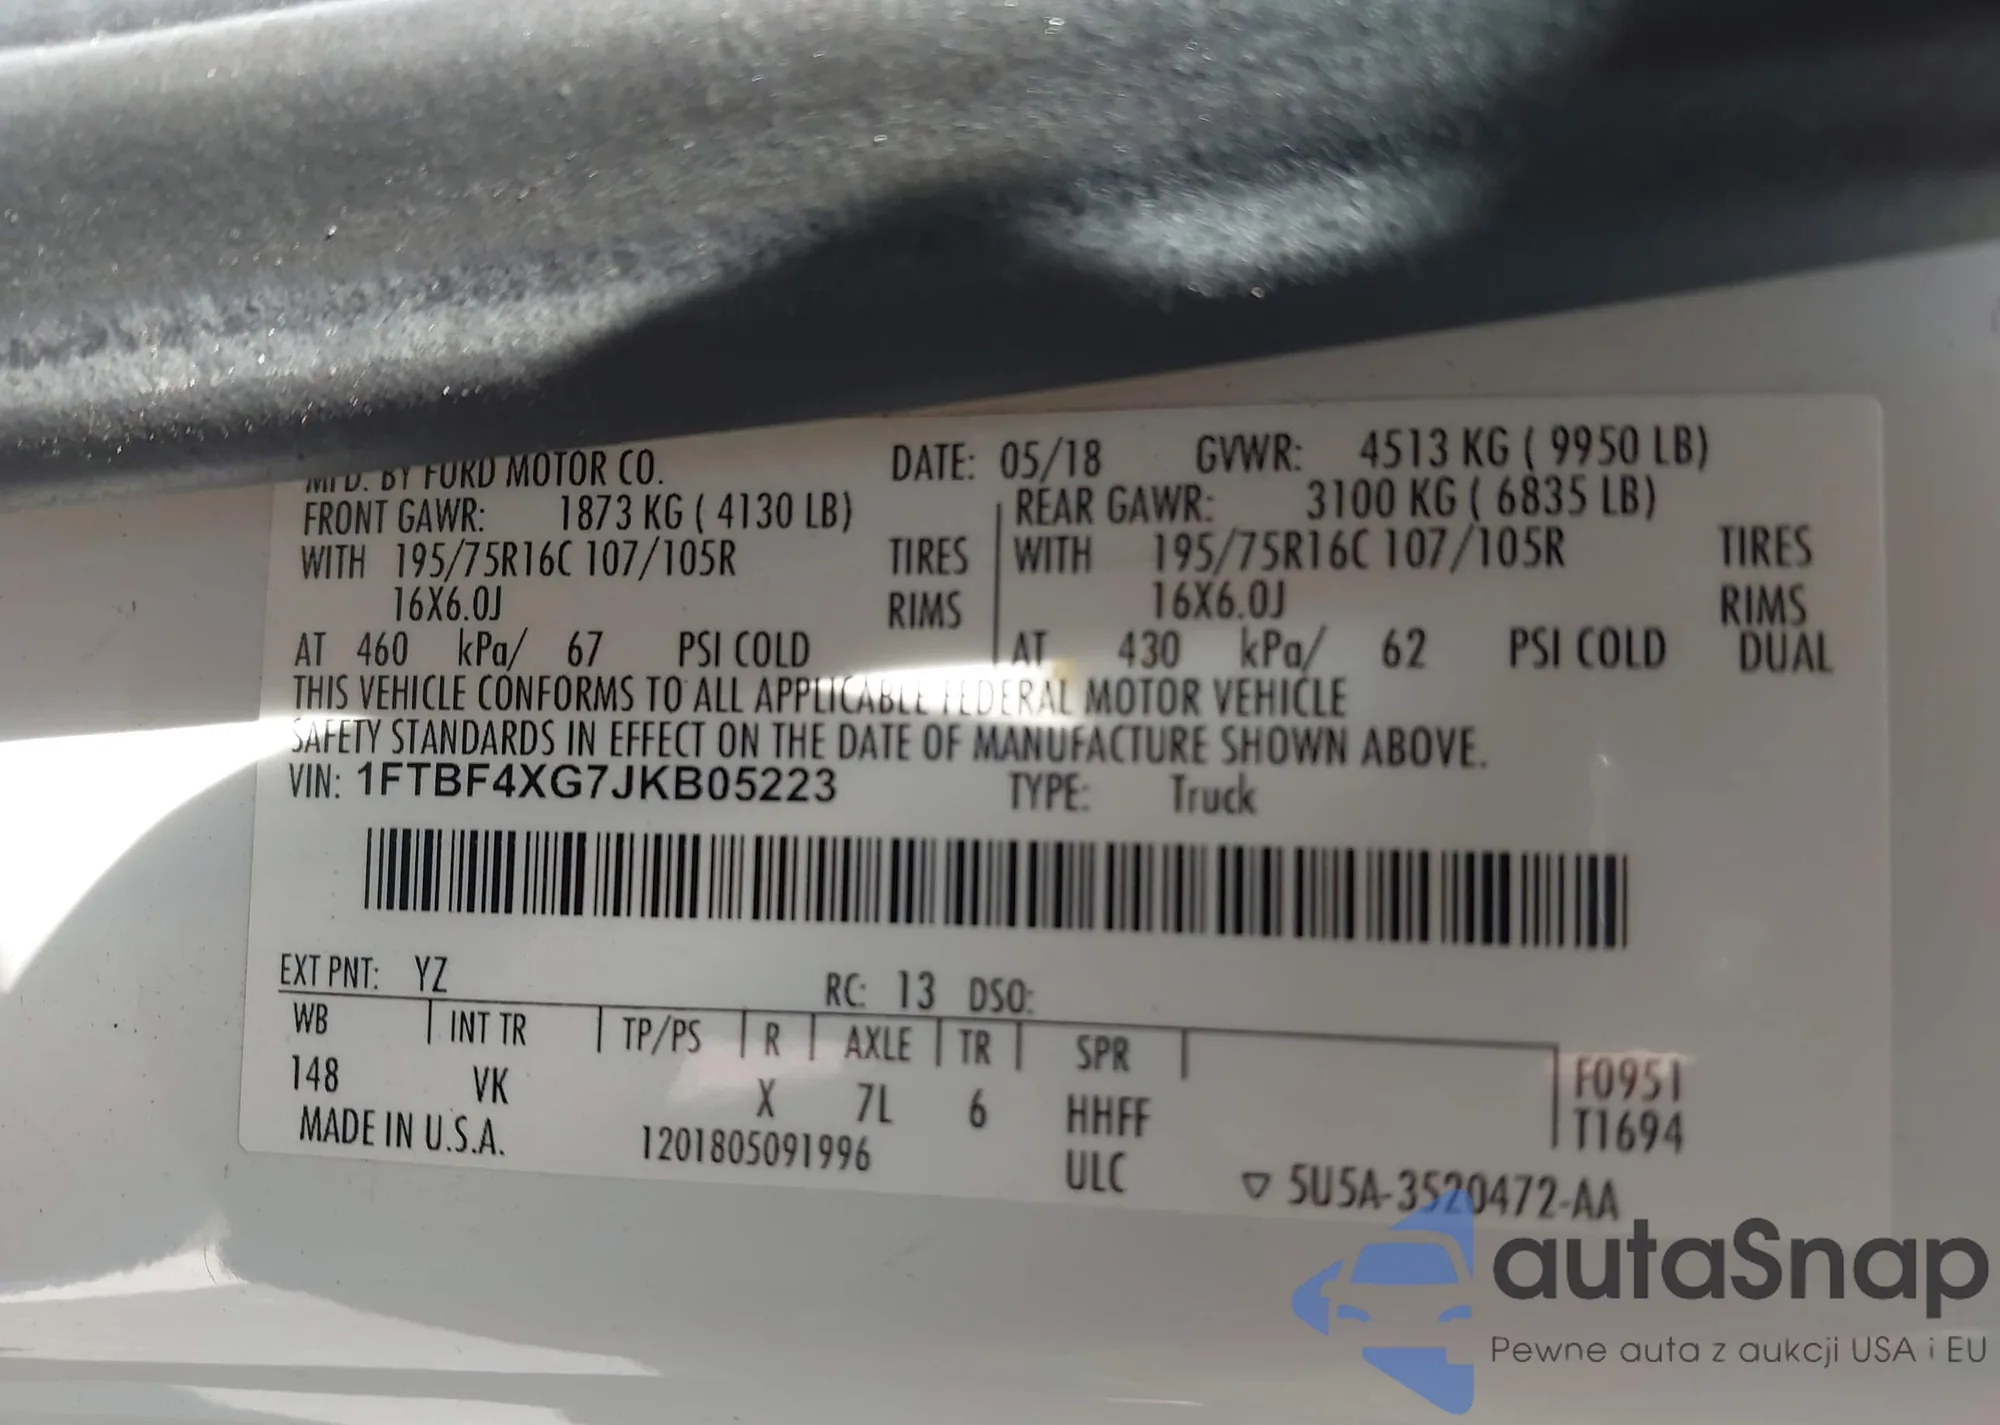 MFD. BY FORD MOTOR CO. DATE: 05/18 GVWR: 4513 KG ( 9950 LB)
FRONT GAWR: 1873 KG ( 4130 LB) REAR GAWR: 3100 KG ( 6835 LB)
WITH 195/75R16C 107/105R TIRES WITH 195/75R16C 107/105R TIRES
16X6.0J RIMS 16X6.0J RIMS
AT 460 kPa/ 67 PSI COLD AT 430 kPa/ 62 PSI COLD DUAL
THIS VEHICLE CONFORMS TO ALL APPLICABLE FEDERAL MOTOR VEHICLE
SAFETY STANDARDS IN EFFECT ON THE DATE OF MANUFACTURE SHOWN ABOVE.
VIN: 1FTBF4XG7JKB05223 TYPE: Truck
EXT PNT: YZ RC: 13 DSO:
WB INT TR TP/PS R AXLE TR SPR F0951
148 VK X 7L 6 HHFF T1694
MADE IN U.S.A. 1201805091996 ULC ▽ 5U5A-3520472-AA
autaSnap
Pewne auta z aukcji USA i EU